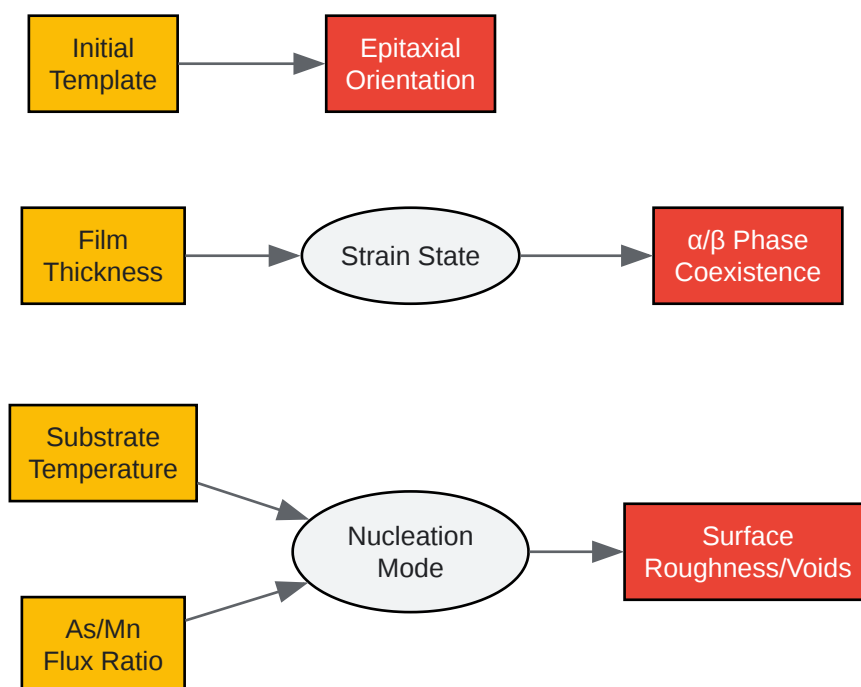 Initial
Template
Epitaxial
Orientation
Film
Thickness
Strain State
α/β Phase
Coexistence
Substrate
Temperature
Nucleation
Mode
Surface
Roughness/Voids
As/Mn
Flux Ratio